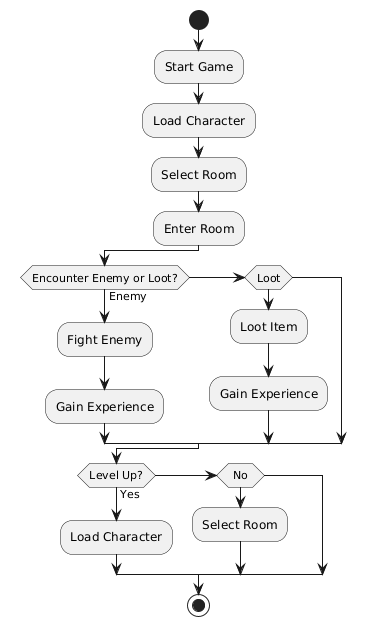 Start Game
Load Character
Select Room
Enter Room
Encounter Enemy or Loot?
Loot
Enemy
Loot Item
Fight Enemy
Gain Experience
Gain Experience
Level Up?
No
Yes
Select Room
Load Character